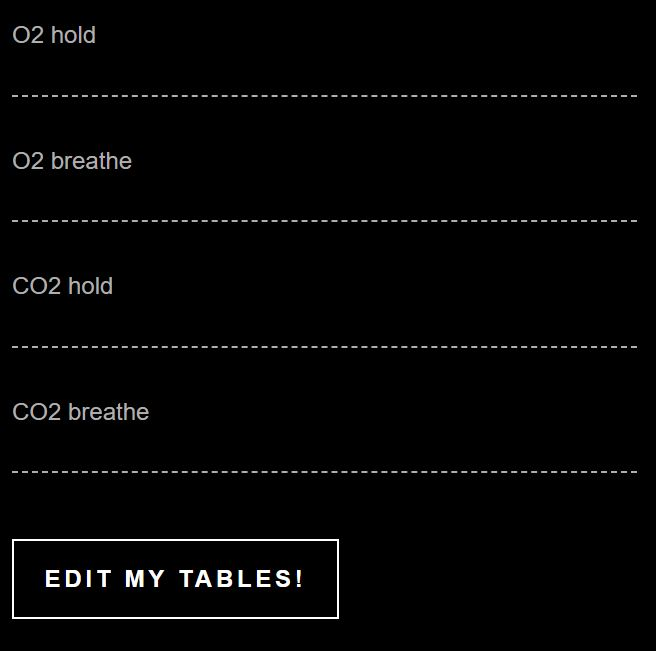 O2 hold
O2 breathe
CO2 hold
CO2 breathe
EDIT MY TABLES!